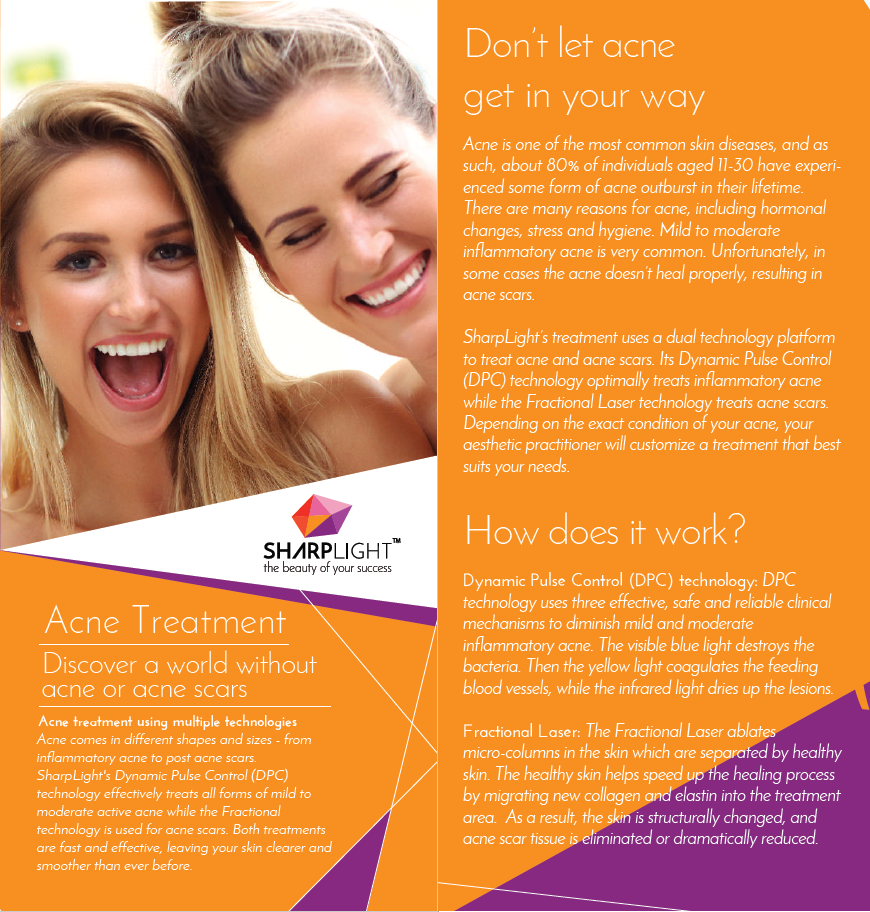 SHARPLIGHT™
the beauty of your success
Acne Treatment
Discover a world without
acne or acne scars
Acne treatment using multiple technologies
Acne comes in different shapes and sizes - from
inflammatory acne to post acne scars.
SharpLight's Dynamic Pulse Control (DPC)
technology effectively treats all forms of mild to
moderate active acne while the Fractional
technology is used for acne scars. Both treatments
are fast and effective, leaving your skin clearer and
smoother than ever before.
Don't let acne
get in your way
Acne is one of the most common skin diseases, and as
such, about 80% of individuals aged 11-30 have experi-
enced some form of acne outburst in their lifetime.
There are many reasons for acne, including hormonal
changes, stress and hygiene. Mild to moderate
inflammatory acne is very common. Unfortunately, in
some cases the acne doesn't heal properly, resulting in
acne scars.
SharpLight's treatment uses a dual technology platform
to treat acne and acne scars. Its Dynamic Pulse Control
(DPC) technology optimally treats inflammatory acne
while the Fractional Laser technology treats acne scars.
Depending on the exact condition of your acne, your
aesthetic practitioner will customize a treatment that best
suits your needs.
How does it work?
Dynamic Pulse Control (DPC) technology: DPC
technology uses three effective, safe and reliable clinical
mechanisms to diminish mild and moderate
inflammatory acne. The visible blue light destroys the
bacteria. Then the yellow light coagulates the feeding
blood vessels, while the infrared light dries up the lesions.
Fractional Laser: The Fractional Laser ablates
micro-columns in the skin which are separated by healthy
skin. The healthy skin helps speed up the healing process
by migrating new collagen and elastin into the treatment
area.  As a result, the skin is structurally changed, and
acne scar tissue is eliminated or dramatically reduced.